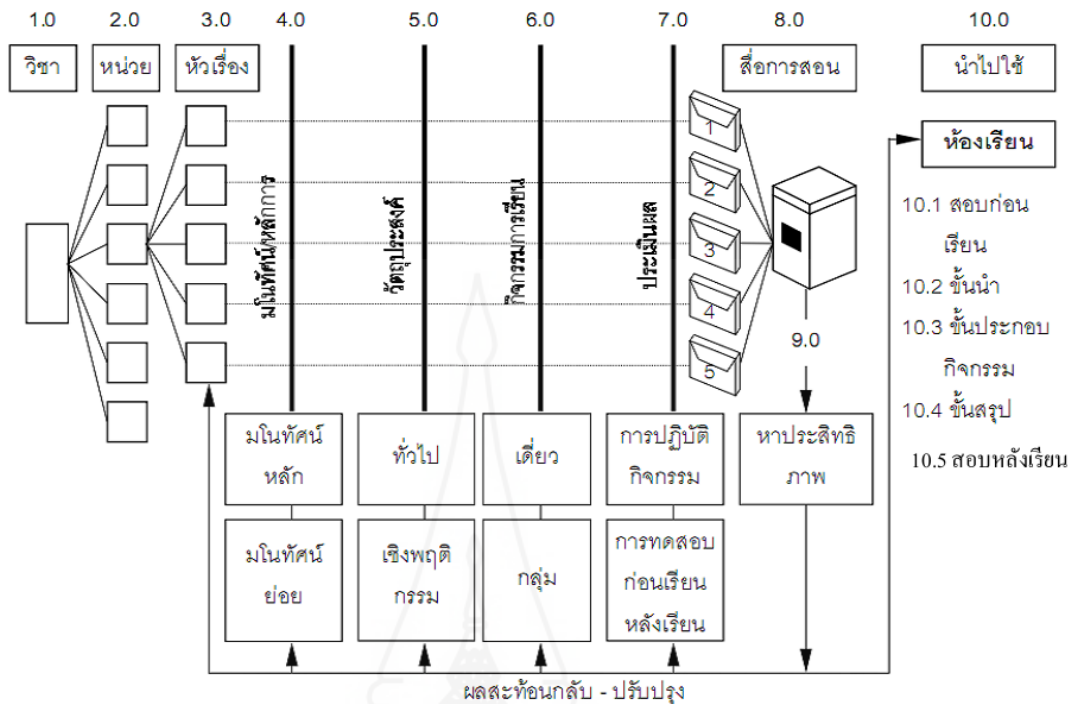 1.0 2.0 3.0 4.0 5.0 6.0 7.0 8.0 10.0
วิชา หน่วย หัวเรื่อง สื่อการสอน นำไปใช้
มโนทัศน์/หลักการ
วัตถุประสงค์
กิจกรรมการเรียน
ประเมินผล
1
2
3
4
5
9.0
ห้องเรียน
10.1 สอบก่อน
เรียน
10.2 ขั้นนำ
10.3 ขั้นประกอบ
กิจกรรม
10.4 ขั้นสรุป
10.5 สอบหลังเรียน
มโนทัศน์
หลัก
ทั่วไป
เดี่ยว
การปฏิบัติ
กิจกรรม
หาประสิทธิ
ภาพ
มโนทัศน์
ย่อย
เชิงพฤติ
กรรม
กลุ่ม
การทดสอบ
ก่อนเรียน
หลังเรียน
ผลสะท้อนกลับ - ปรับปรุง